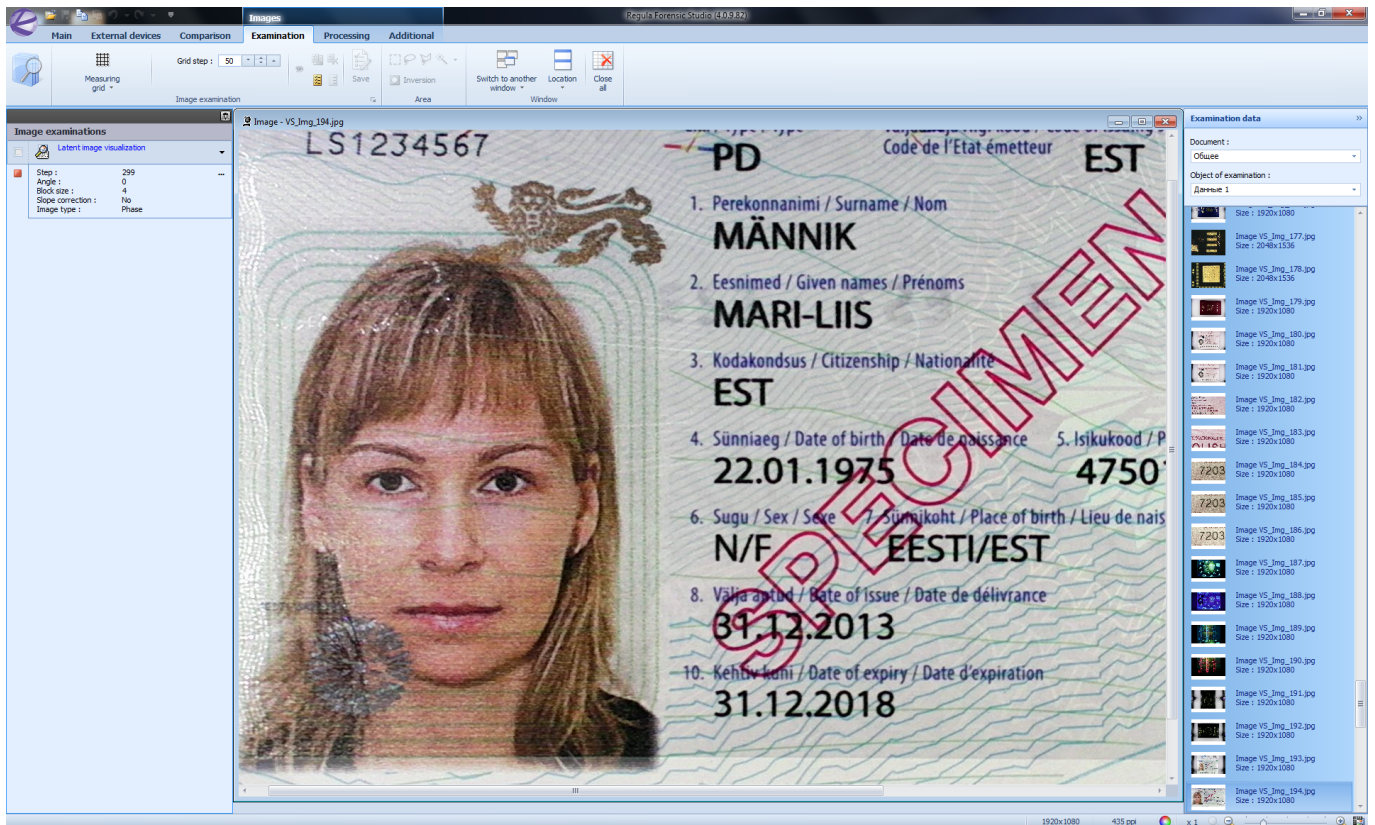 Images
Regula Forensic Studio (4.0.9.82)
Main External devices Comparison Examination Processing Additional
Measuring grid
Grid step : 50
Save
Inversion
Switch to another window
Location
Close all
Image examination
Area
Window
Image examinations
Latent image visualization
Step : 299
Angle : 0
Block size : 4
Slope correction : No
Image type : Phase
Image - VS_Img_194.jpg
LS1234567
Code de l'Etat émetteur
PD EST
1. Perekonnanimi / Surname / Nom
MÄNNIK
2. Eesnimed / Given names / Prénoms
MARI-LIIS
3. Kodakondsus / Citizenship / Nationalité
EST
4. Sünniaeg / Date of birth / Date de naissance 5. Isikukood / P
22.01.1975 4750
6. Sugu / Sex / Sexe 7. Sünnikoht / Place of birth / Lieu de nais
N/F EESTI/EST
8. Välja antud / Date of issue / Date de délivrance
31.12.2013
10. Kehtiv kuni / Date of expiry / Date d'expiration
31.12.2018
SPECIMEN
Examination data
Document :
Общее
Object of examination :
Данные 1
Size : 1920x1080
Image VS_Img_177.jpg
Size : 2048x1536
Image VS_Img_178.jpg
Size : 2048x1536
Image VS_Img_179.jpg
Size : 1920x1080
Image VS_Img_180.jpg
Size : 1920x1080
Image VS_Img_181.jpg
Size : 1920x1080
Image VS_Img_182.jpg
Size : 1920x1080
Image VS_Img_183.jpg
Size : 1920x1080
7203
Image VS_Img_184.jpg
Size : 1920x1080
7203
Image VS_Img_185.jpg
Size : 1920x1080
7203
Image VS_Img_186.jpg
Size : 1920x1080
Image VS_Img_187.jpg
Size : 1920x1080
Image VS_Img_188.jpg
Size : 1920x1080
Image VS_Img_189.jpg
Size : 1920x1080
Image VS_Img_190.jpg
Size : 1920x1080
Image VS_Img_191.jpg
Size : 1920x1080
Image VS_Img_192.jpg
Size : 1920x1080
Image VS_Img_193.jpg
Size : 1920x1080
Image VS_Img_194.jpg
Size : 1920x1080
1920x1080 435 ppi x 1